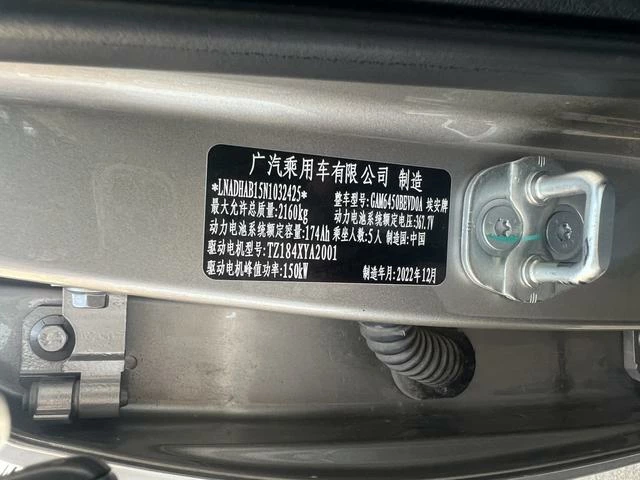 广汽乘用车有限公司 制造
*LNADHAB15N1032425* 整车型号:GAM6450BEVD0A 埃安牌
最大允许总质量:2160kg 动力电池系统额定电压:367.7V
动力电池系统额定容量:174Ah 乘坐人数:5人 制造国:中国
驱动电机型号:TZ184XYA2001
驱动电机峰值功率:150kW 制造年月:2022年12月